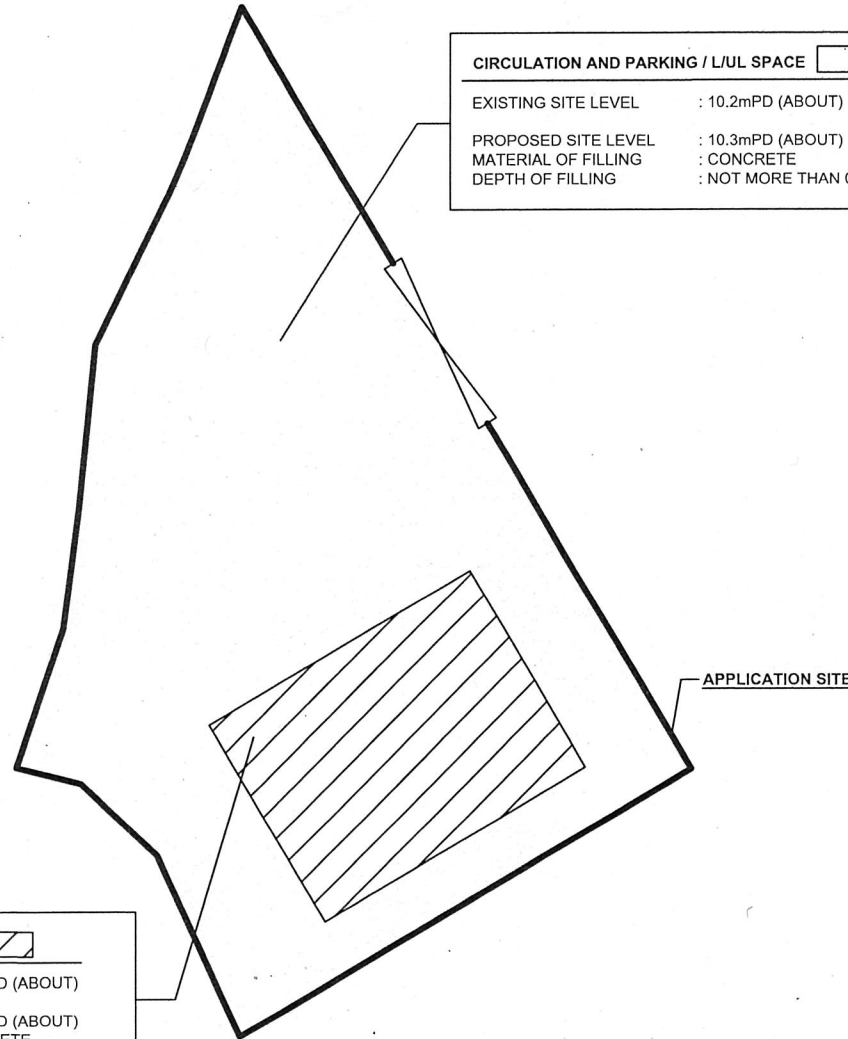 CIRCULATION AND PARKING / L/UL SPACE
EXISTING SITE LEVEL : 10.2mPD (ABOUT)
PROPOSED SITE LEVEL : 10.3mPD (ABOUT)
MATERIAL OF FILLING : CONCRETE
DEPTH OF FILLING : NOT MORE THAN
APPLICATION SITE
(ABOUT)
(ABOUT)